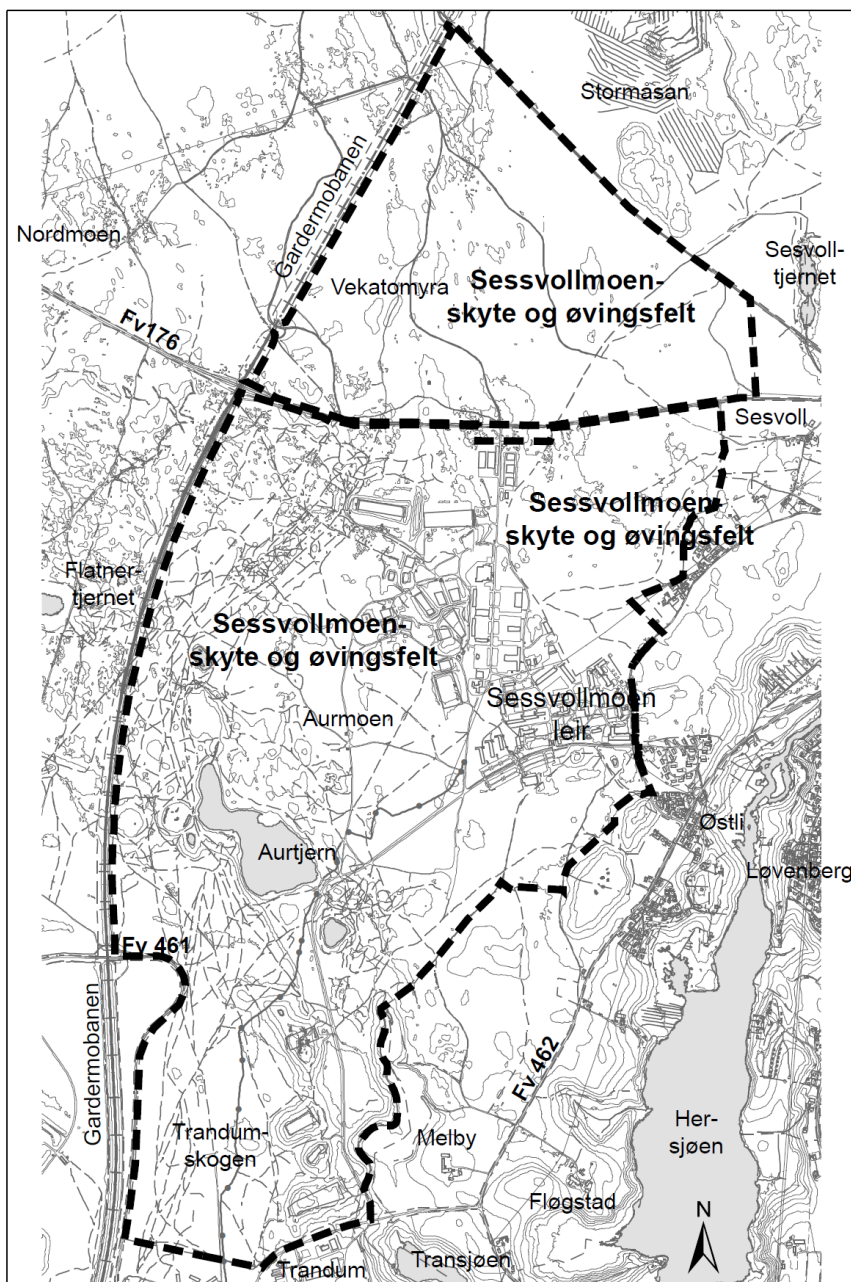 Stormåsan
Gardermobanen
Nordmoen
Sesvoll-
tjernet
Vekatomyra
Sessvollmoen-
skyte og øvingsfelt
Fv176
Sesvoll
Sessvollmoen-
skyte og øvingsfelt
Flatner-
tjernet
Sessvollmoen-
skyte og øvingsfelt
Sessvollmoen
leir
Aurmoen
Østli
Aurtjern
Løvenberg
Fv 461
Gardermobanen
Fv 462
Trandum-
skogen
Melby
Her-
sjøen
Fløgstad
N
Transjøen
Trandum